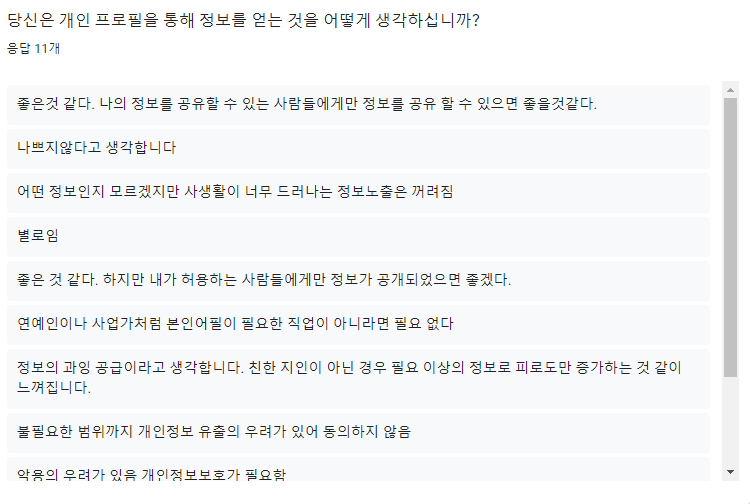 당신은 개인 프로필을 통해 정보를 얻는 것을 어떻게 생각하십니까?
응답 11개
좋은것 같다. 나의 정보를 공유할 수 있는 사람들에게만 정보를 공유 할 수 있으면 좋을것같다.
나쁘지않다고 생각합니다
어떤 정보인지 모르겠지만 사생활이 너무 드러나는 정보노출은 꺼려짐
별로임
좋은 것 같다. 하지만 내가 허용하는 사람들에게만 정보가 공개되었으면 좋겠다.
연예인이나 사업가처럼 본인어필이 필요한 직업이 아니라면 필요 없다
정보의 과잉 공급이라고 생각합니다. 친한 지인이 아닌 경우 필요 이상의 정보로 피로도만 증가하는 것 같이
느껴집니다.
불필요한 범위까지 개인정보 유출의 우려가 있어 동의하지 않음
악용의 우려가 있음 개인정보보호가 필요함